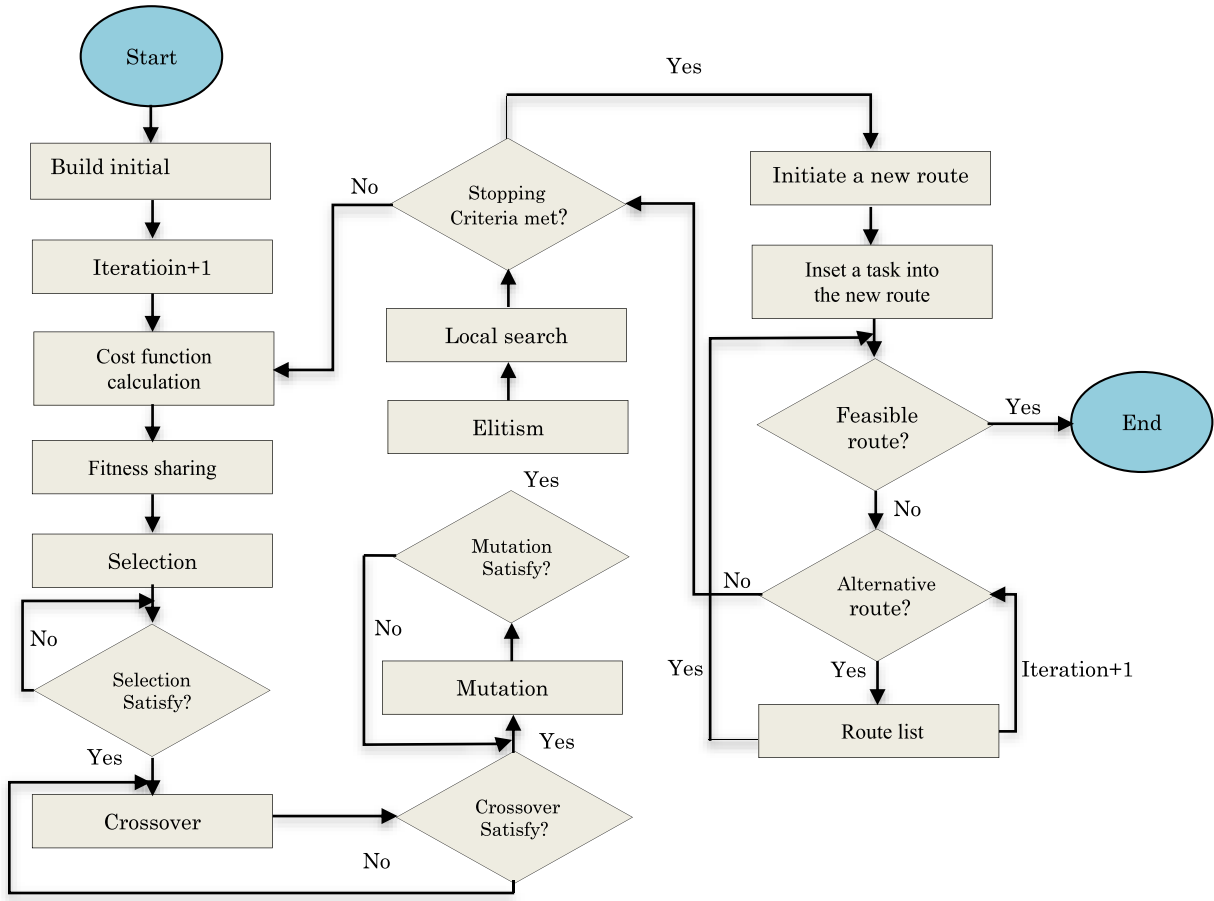 Start
Build initial
Iteratioin+1
Cost function
calculation
Fitness sharing
Selection
No
Selection
Satisfy?
Yes
Crossover
Crossover
Satisfy?
No
Yes
Mutation
No
Mutation
Satisfy?
Yes
Elitism
Local search
Stopping
Criteria met?
No
Yes
Initiate a new route
Inset a task into
the new route
Feasible
route?
Yes
End
No
Alternative
route?
No
Yes
Yes
Iteration+1
Route list